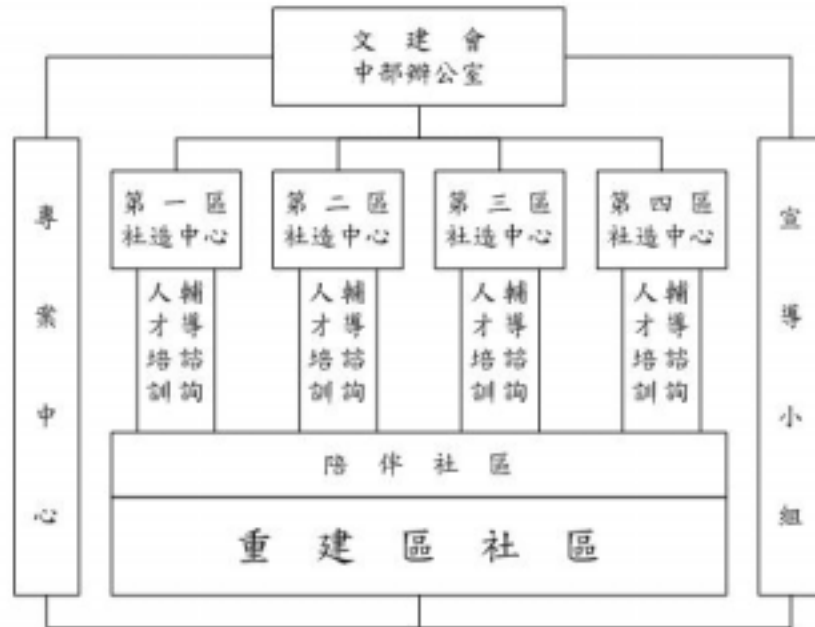 文建會
中部辦公室
專案中心
第一區
社造中心
第二區
社造中心
第三區
社造中心
第四區
社造中心
宣導小組
輔導諮詢
人才培訓
輔導諮詢
人才培訓
輔導諮詢
人才培訓
輔導諮詢
人才培訓
陪伴社區
重建區社區